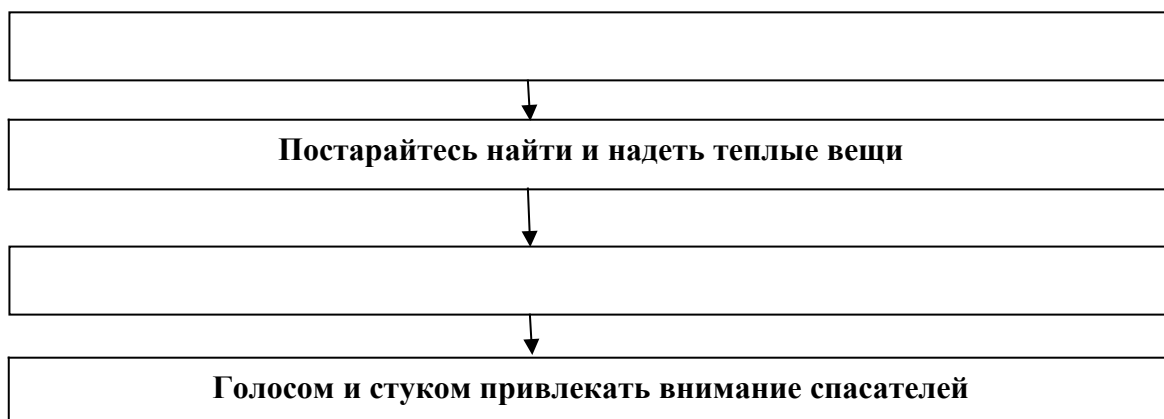 Постарайтесь найти и надеть теплые вещи
Голосом и стуком привлекать внимание спасателей